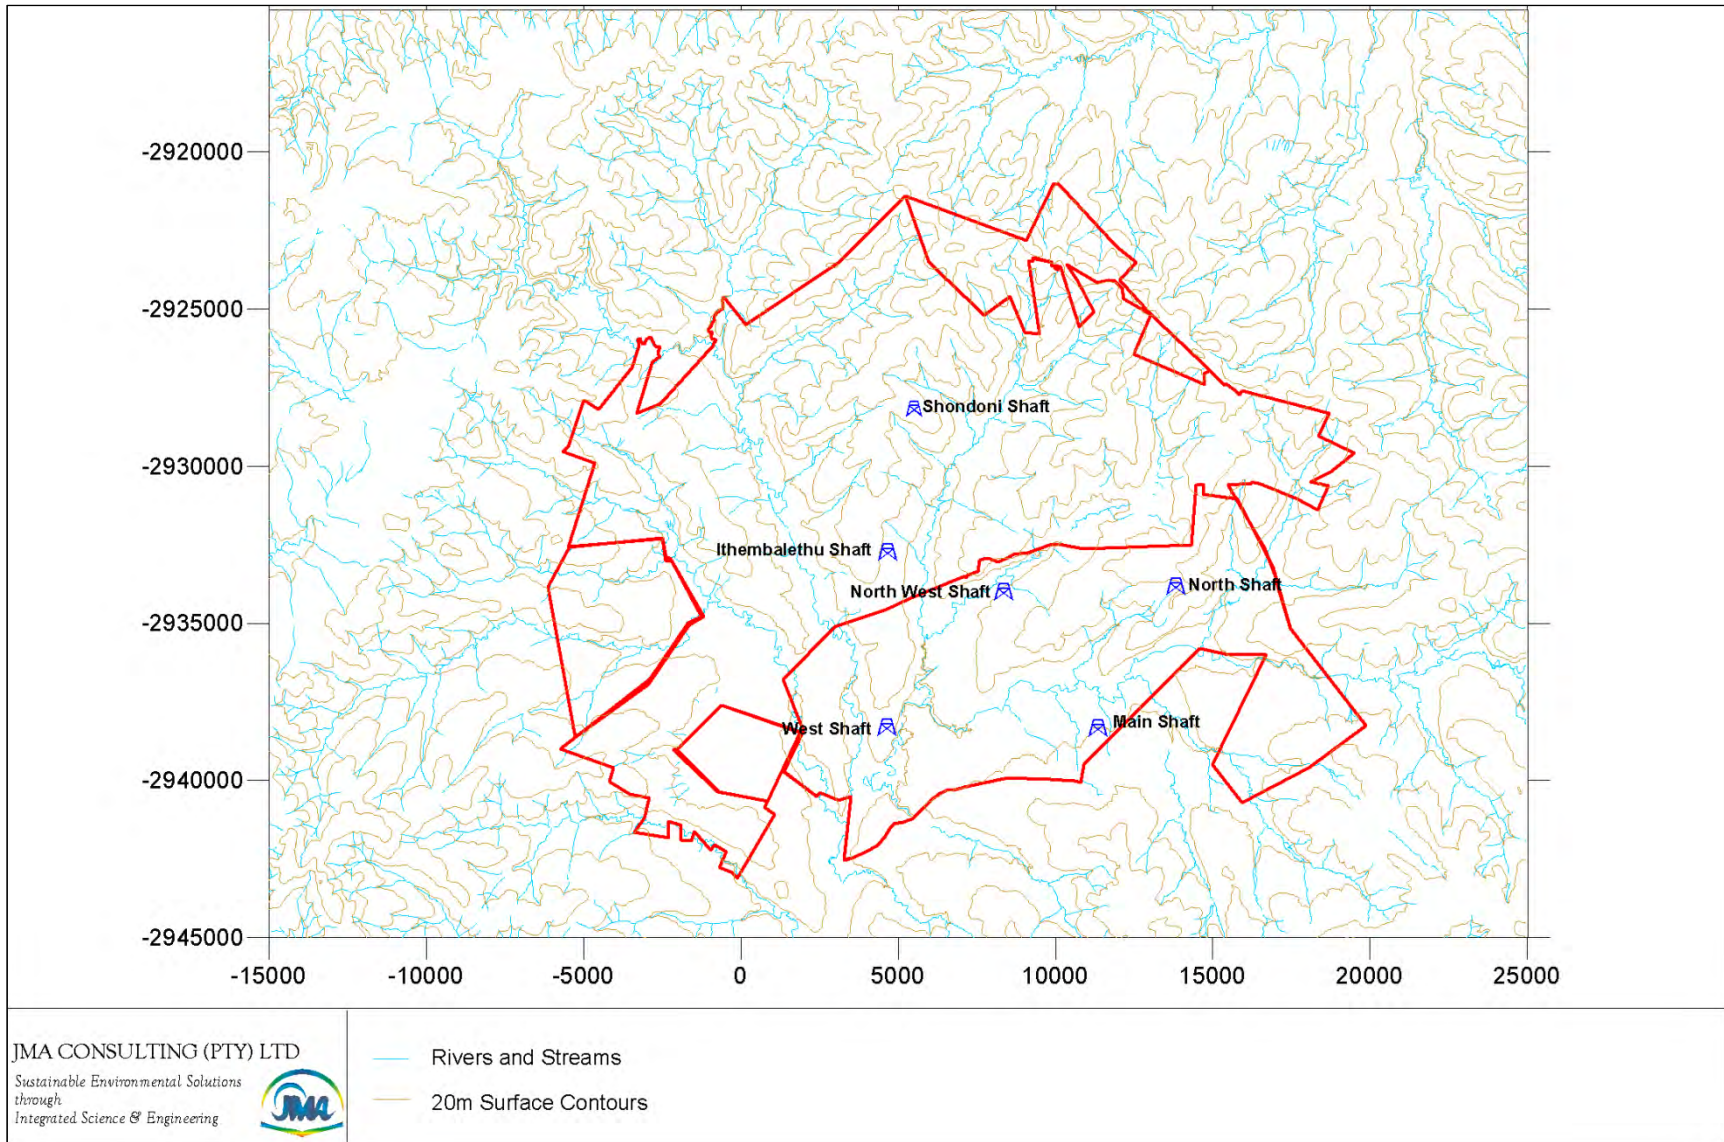 -2920000
-2925000
-2930000
-2935000
-2940000
-2945000
Shondoni Shaft
Ithembalethu Shaft
North West Shaft
North Shaft
West Shaft
Main Shaft
-15000
-10000
-5000
0
5000
10000
15000
20000
25000
JMA CONSULTING (PTY) LTD
Sustainable Environmental Solutions
through
Integrated Science & Engineering
JMA
Rivers and Streams
20m Surface Contours